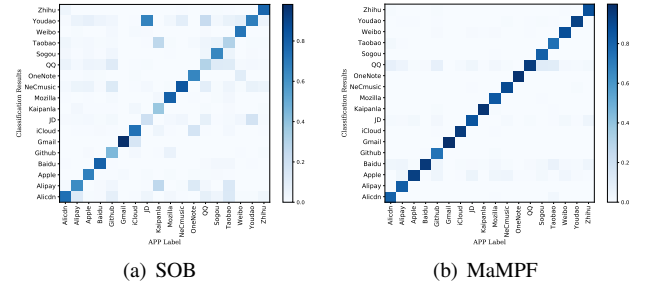 Zhihu
Youdao
Weibo
Taobao
Sogou
QQ
OneNote
NeCmusic
Mozilla
Kaipanla
JD
iCloud
Gmail
Github
Baidu
Apple
Alipay
Alicdn
Classification Results
Alicdn
Alipay
Apple
Baidu
Github
Gmail
iCloud
JD
Kaipanla
Mozilla
NeCmusic
OneNote
QQ
Sogou
Taobao
Weibo
Youdao
Zhihu
APP Label
0.8
0.6
0.4
0.2
0.0
(a) SOB
Zhihu
Youdao
Weibo
Taobao
Sogou
QQ
OneNote
NeCmusic
Mozilla
Kaipanla
JD
iCloud
Gmail
Github
Baidu
Apple
Alipay
Alicdn
Classification Results
Alicdn
Alipay
Apple
Baidu
Github
Gmail
iCloud
JD
Kaipanla
Mozilla
NeCmusic
OneNote
QQ
Sogou
Taobao
Weibo
Youdao
Zhihu
APP Label
0.8
0.6
0.4
0.2
0.0
(b) MaMPF